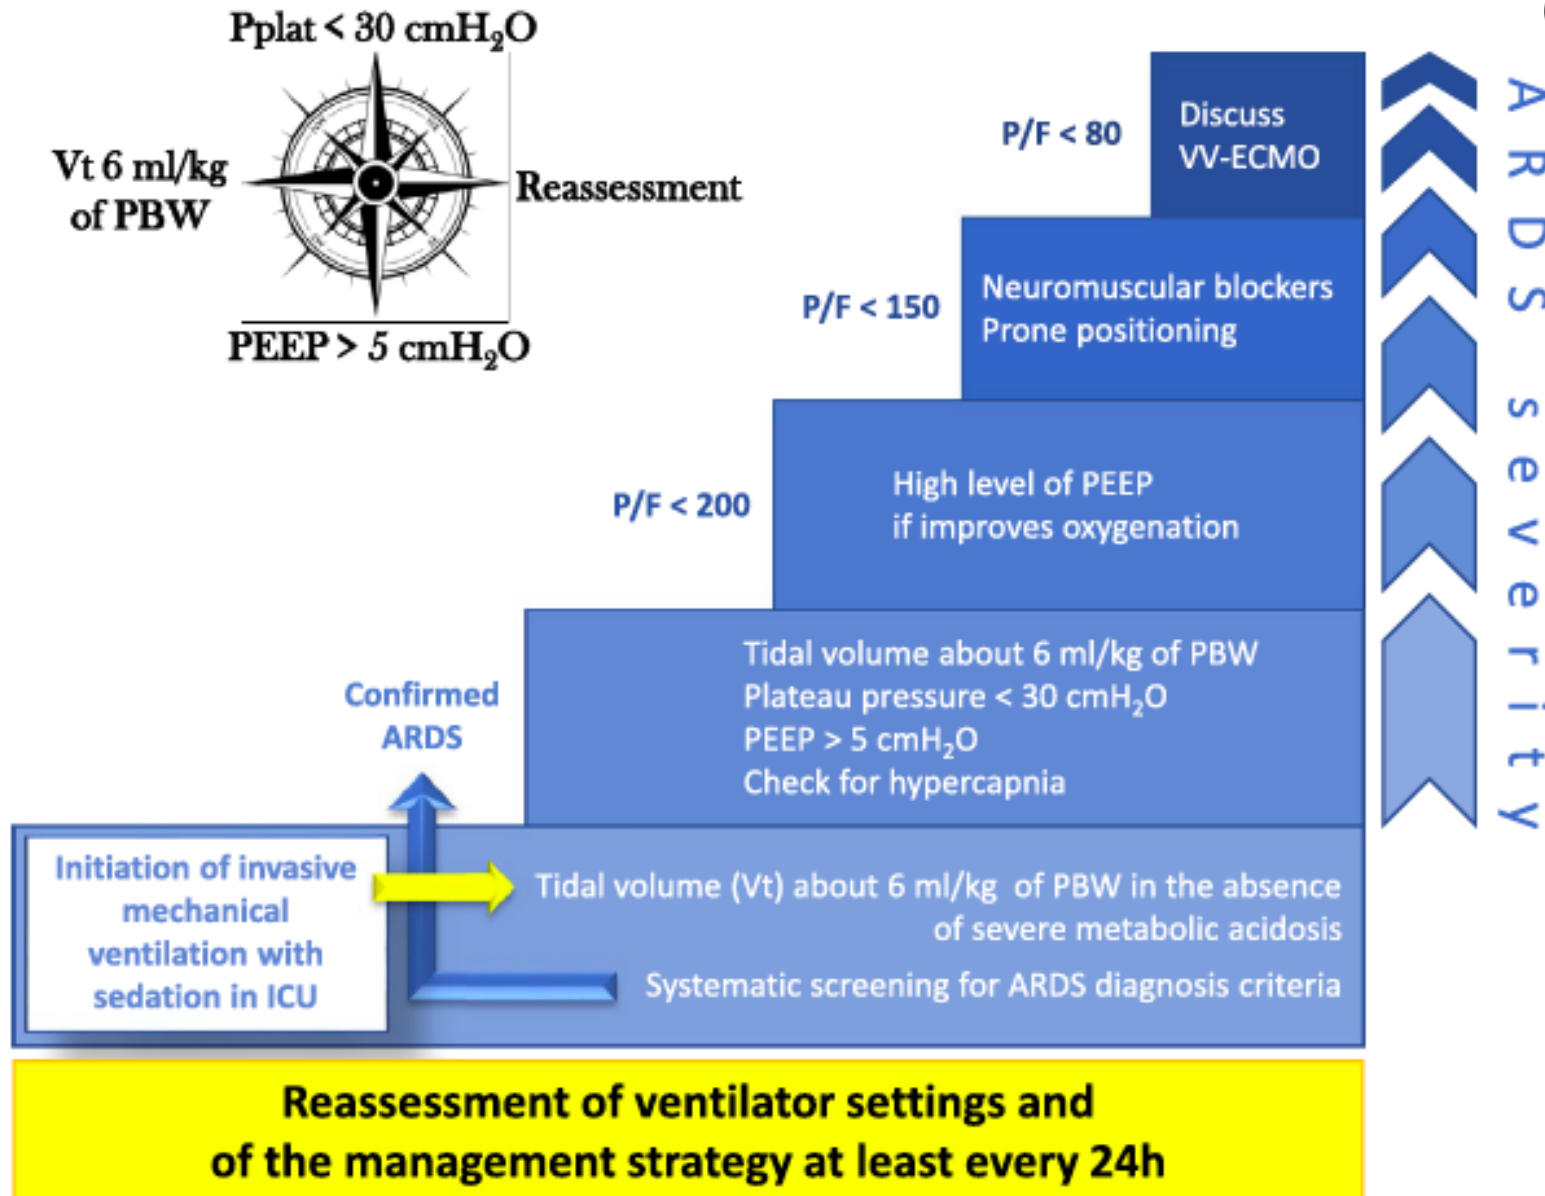 Pplat < 30 cmH₂O
Vt 6 ml/kg
of PBW
Reassessment
PEEP > 5 cmH₂O
P/F < 80
Discuss
VV-ECMO
P/F < 150
Neuromuscular blockers
Prone positioning
P/F < 200
High level of PEEP
if improves oxygenation
Confirmed
ARDS
Tidal volume about 6 ml/kg of PBW
Plateau pressure < 30 cmH₂O
PEEP > 5 cmH₂O
Check for hypercapnia
Initiation of invasive
mechanical
ventilation with
sedation in ICU
Tidal volume (Vt) about 6 ml/kg of PBW in the absence
of severe metabolic acidosis
Systematic screening for ARDS diagnosis criteria
ARDS severity
Reassessment of ventilator settings and
of the management strategy at least every 24h